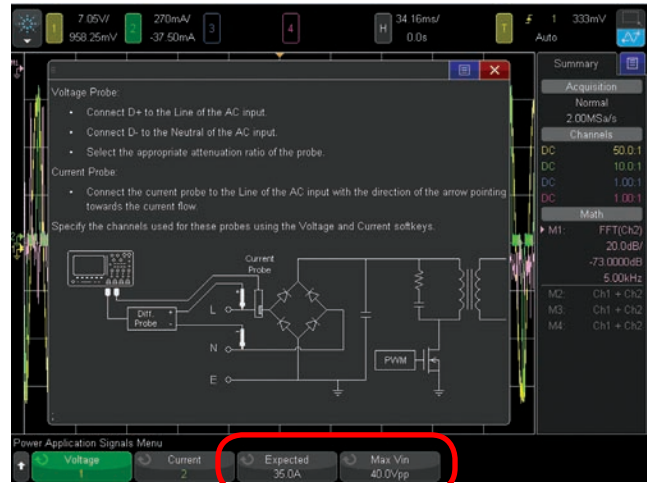 1 7.05V/ 2 270mA/ 3 4 H 34.16ms/ T 1 333mV
958.25mV -37.50mA 0.0s Auto
Summary
Voltage Probe:
• Connect D+ to the Line of the AC input.
• Connect D- to the Neutral of the AC input.
• Select the appropriate attenuation ratio of the probe.
Current Probe:
• Connect the current probe to the Line of the AC input with the direction of the arrow pointing
towards the current flow.
Specify the channels used for these probes using the Voltage and Current softkeys.
Current
Probe
Diff.
Probe
+
-
L
N
E
PWM
Acquisition
Normal
2.00MSa/s
Channels
DC 50.0:1
DC 10.0:1
DC 1.00:1
DC 1.00:1
Math
M1: FFT(Ch2)
20.0dB/
-73.0000dB
5.00kHz
M2: Ch1 + Ch2
M3: Ch1 + Ch2
M4: Ch1 + Ch2
Power Application Signals Menu
Voltage
1
Current
2
Expected
35.0A
Max Vin
40.0Vpp